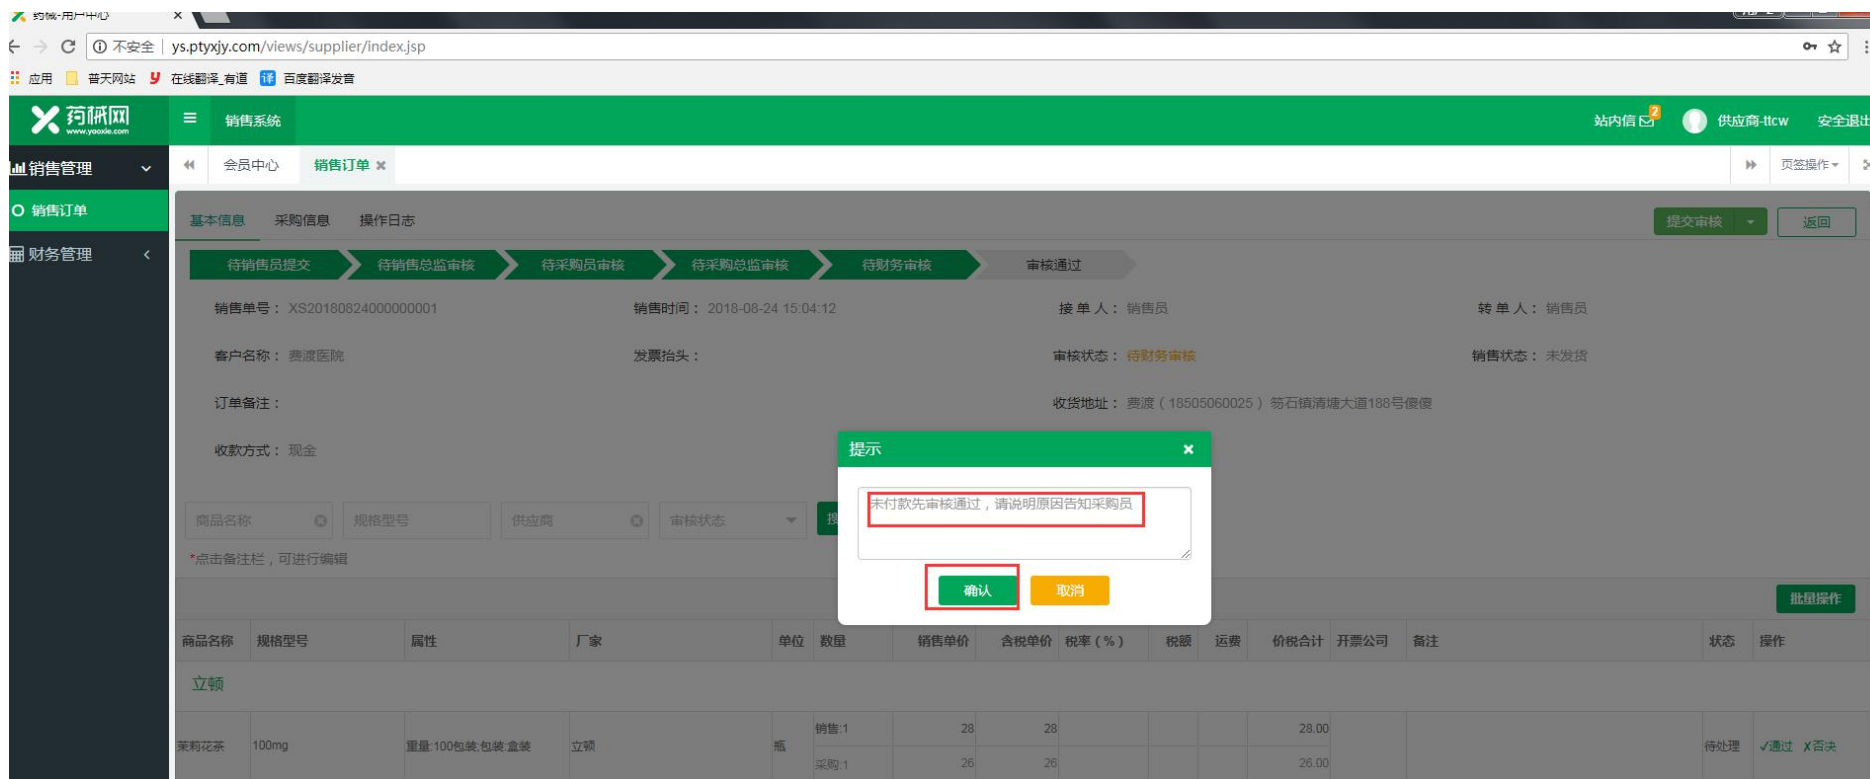 药械-用户中心
不安全 ys.ptyxjy.com/views/supplier/index.jsp
应用 普天网站 在线翻译_有道 译 百度翻译发音
药械网 销售系统 站内信 2 供应商-ttcw 安全退出
www.yaoxie.com
销售管理 会员中心 销售订单 页签操作
销售订单
基本信息 采购信息 操作日志 提交审核 返回
财务管理
待销售员提交 待销售总监审核 待采购员审核 待采购总监审核 待财务审核 审核通过
销售单号： XS20180824000000001 销售时间： 2018-08-24 15:04:12 接 单 人： 销售员 转 单 人： 销售员
客户名称： 赛渡医院 发票抬头： 审核状态： 待财务审核 销售状态： 未发货
订单备注： 收货地址： 赛渡（18505060025）笏石镇清塘大道188号傻傻
收款方式： 现金
提示
未付款先审核通过，请说明原因告知采购员
商品名称 规格型号 供应商 审核状态
*点击备注栏，可进行编辑
确认 取消
批量操作
商品名称 规格型号 属性 厂家 单位 数量 销售单价 含税单价 税率（%） 税额 运费 价税合计 开票公司 备注 状态 操作
立顿
销售:1 28 28 28.00
茉莉花茶 100mg 重量:100包装;包装:盒装 立顿 瓶 待处理 ✓通过 ✗否决
采购:1 26 26 26.00